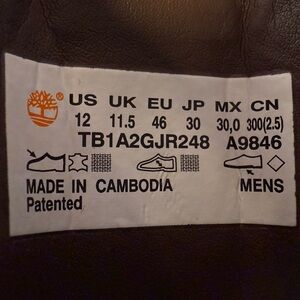 US UK EU JP MX CN
12 11.5 46 30 30,0 300(2.5)
TB1A2GJR248 A9846
MADE IN CAMBODIA MENS
Patented